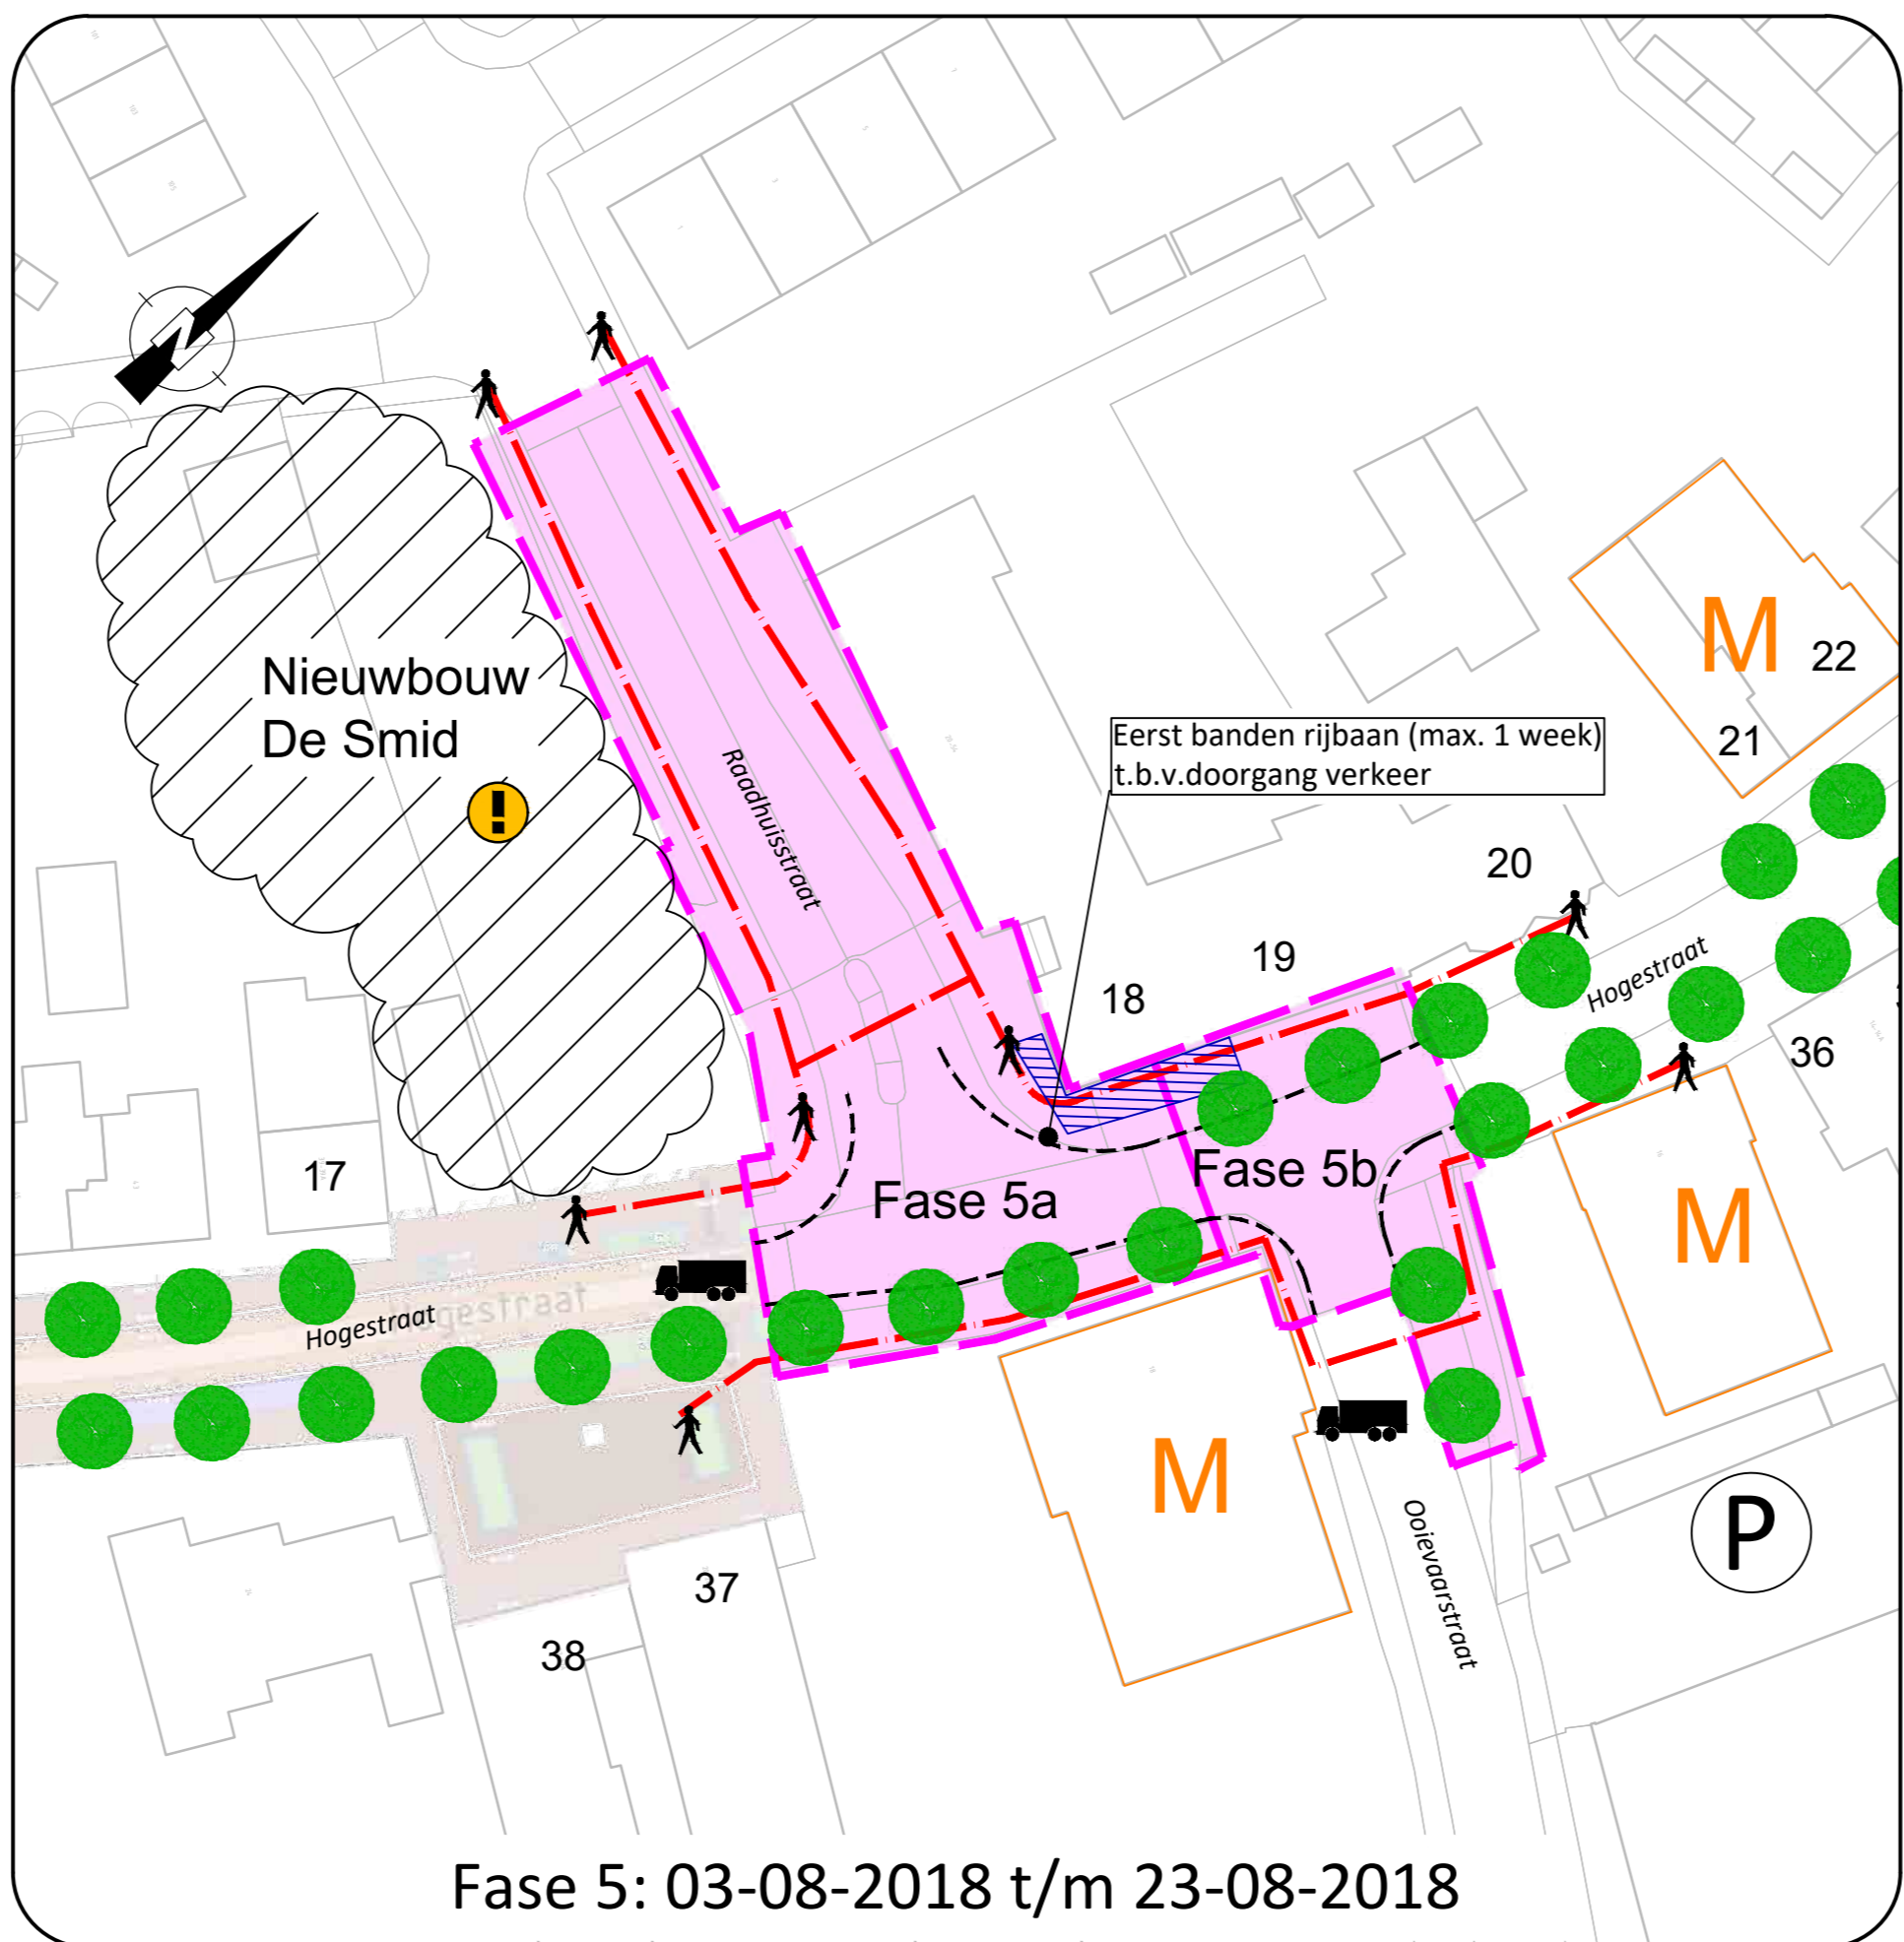 Nieuwbouw
De Smid
!
Raadhuisstraat
Eerst banden rijbaan (max. 1 week)
t.b.v.doorgang verkeer
M
22
21
20
19
18
Hogestraat
36
17
Fase 5a
Fase 5b
M
Hogestraat
Hogestraat
M
P
Ooievaarstraat
37
38
Fase 5: 03-08-2018 t/m 23-08-2018